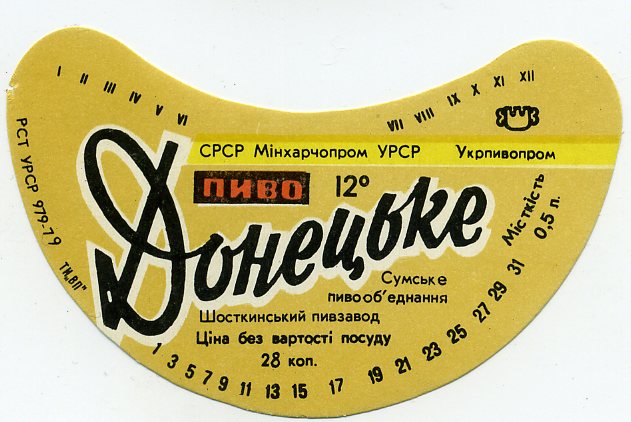 I II III IV V VI VII VIII IX X XI XII
РСТ УРСР 979-79 ТИ„ВП"
СРСР Мінхарчопром УРСР Укрпивопром
пиво 12°
Донецьке
Місткість
0,5 л.
Сумське
пивооб'єднання
Шосткинський пивзавод
Ціна без вартості посуду
28 коп.
1 3 5 7 9 11 13 15 17 19 21 23 25 27 29 31